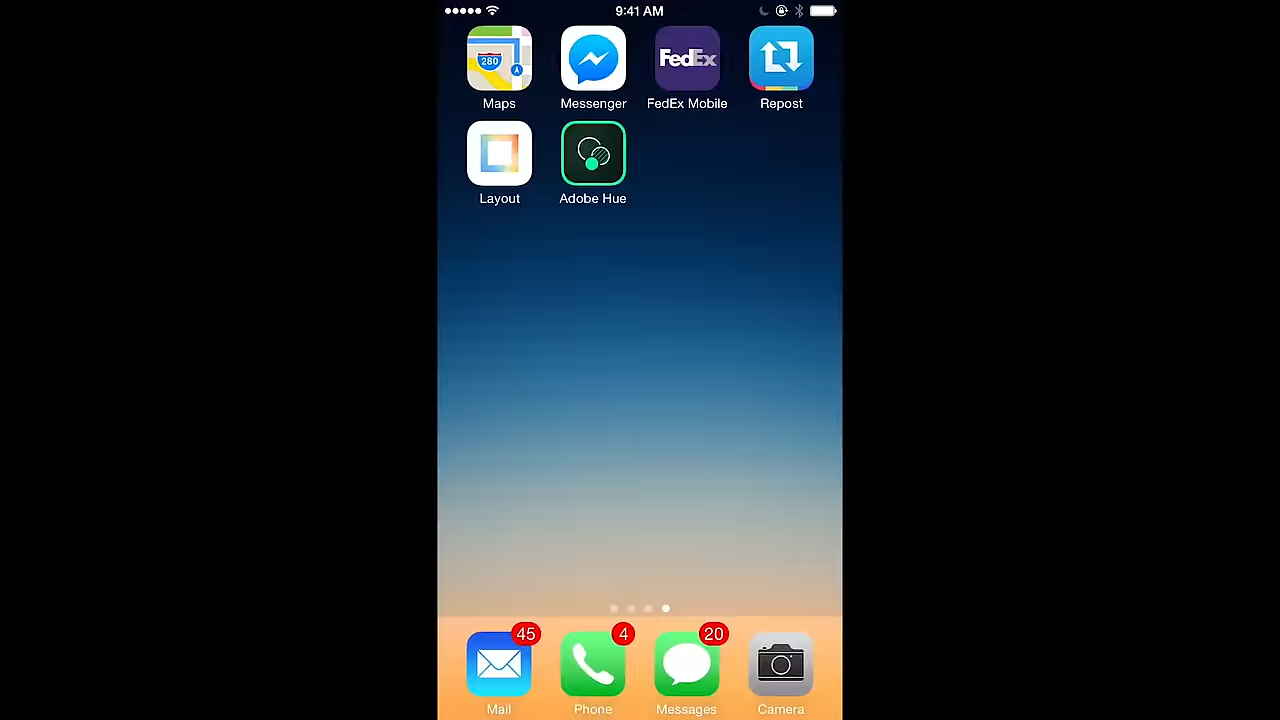 9:41 AM
280
FedEx
Maps Messenger FedEx Mobile Repost
Layout Adobe Hue
45 4 20
Mail Phone Messages Camera